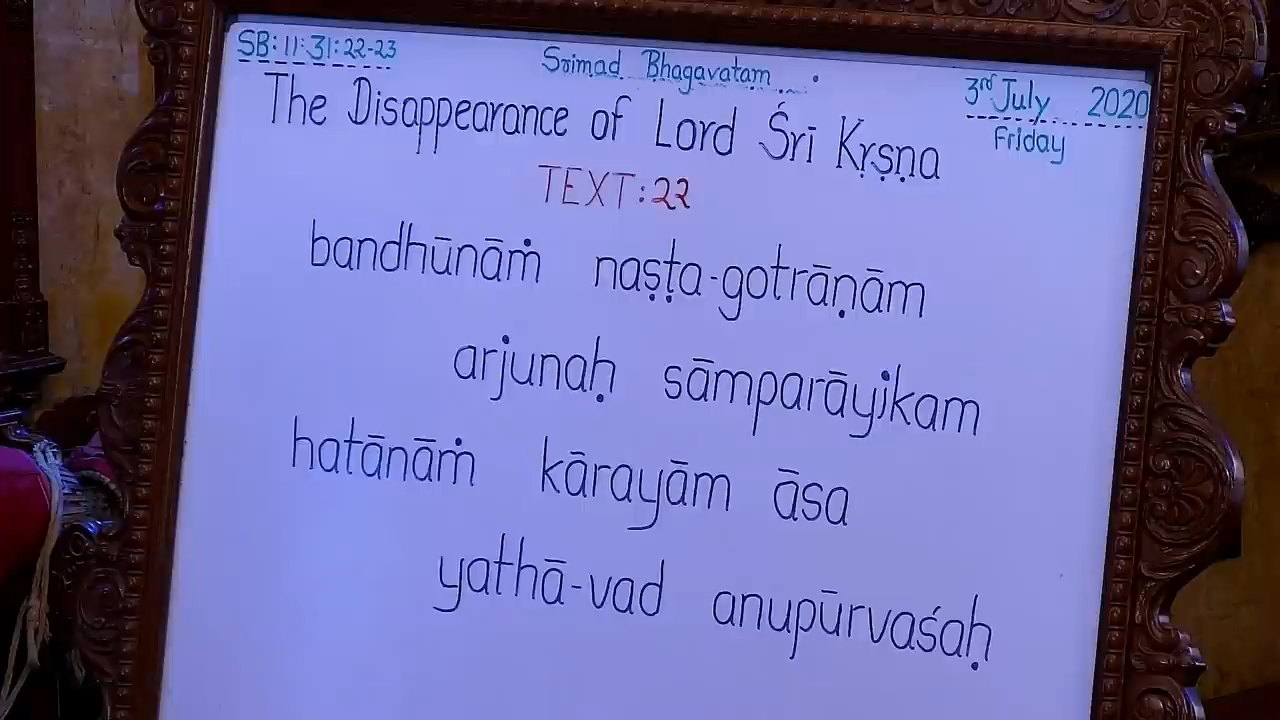 SB: 11:31:22-23
Srimad Bhagavatam
3rd July 2020
Friday
The Disappearance of Lord Śrī Kṛṣṇa
TEXT: 22
bandhūnāṁ naṣṭa-gotrāṇām
arjunaḥ sāmparāyikam
hatānāṁ kārayām āsa
yathā-vad anupūrvaśaḥ